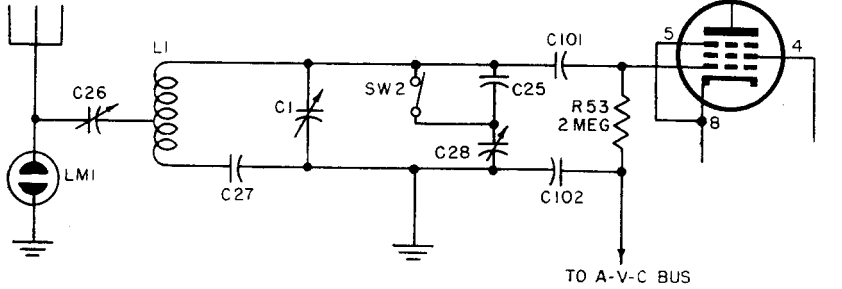 C101
5
4
L1
SW2
C25
C26
C1
R53
2 MEG
8
C28
LM1
C27
C102
TO A-V-C BUS